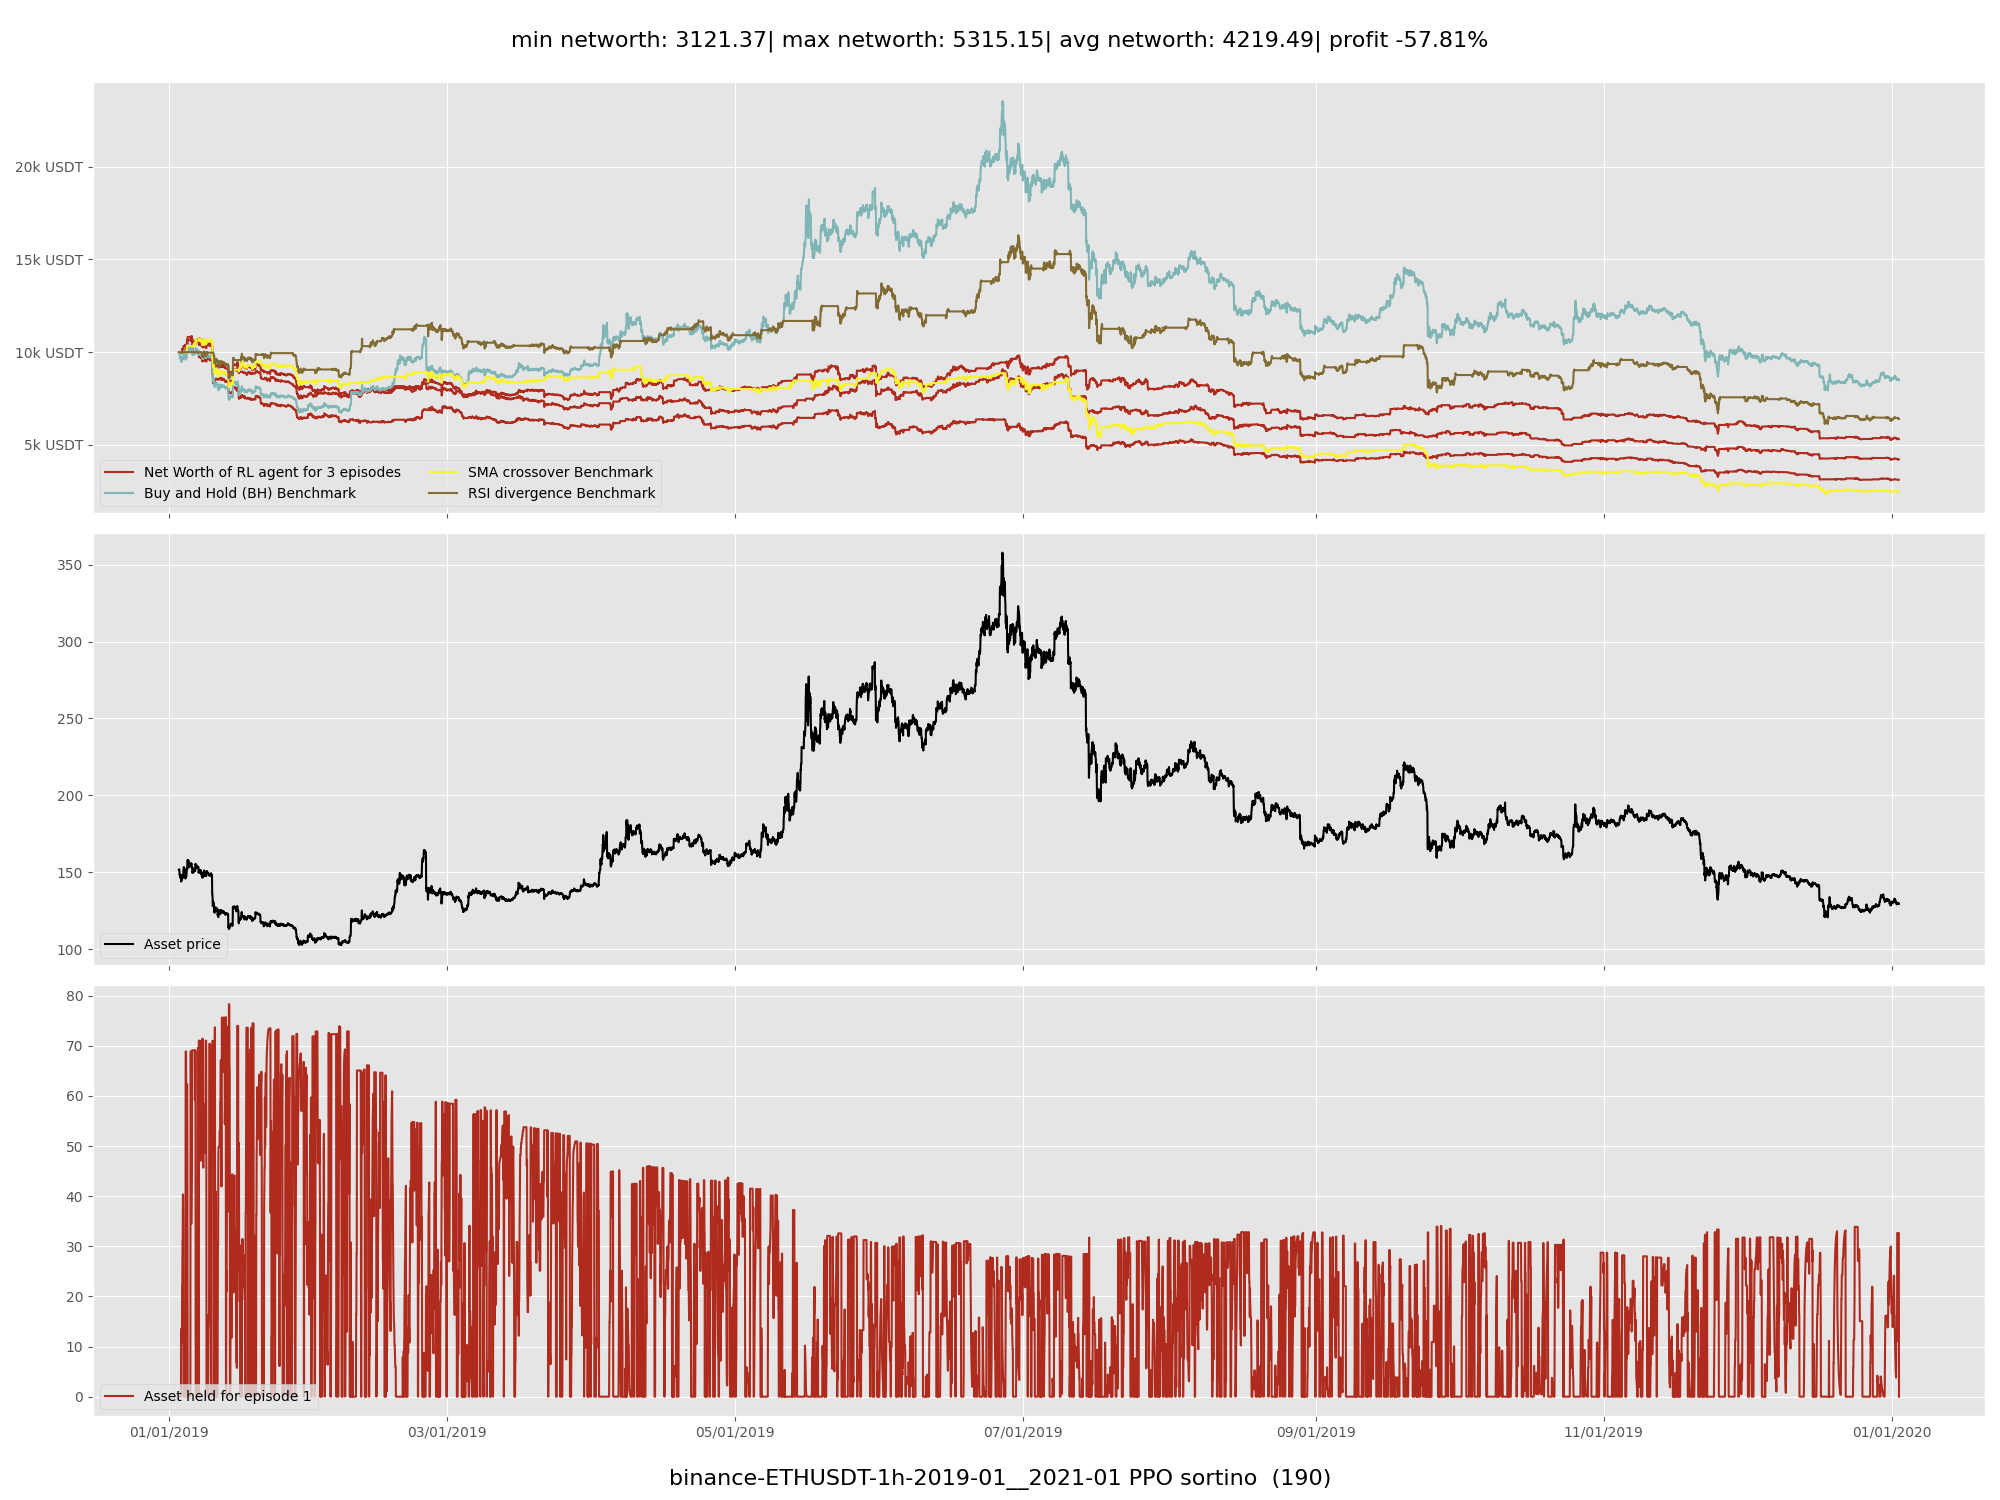 min networth: 3121.37| max networth: 5315.15| avg networth: 4219.49| profit -57.81%
20k USDT
15k USDT
10k USDT
5k USDT
Net Worth of RL agent for 3 episodes
Buy and Hold (BH) Benchmark
SMA crossover Benchmark
RSI divergence Benchmark
350
300
250
200
150
100
Asset price
80
70
60
50
40
30
20
10
0
Asset held for episode 1
01/01/2019 03/01/2019 05/01/2019 07/01/2019 09/01/2019 11/01/2019 01/01/2020
binance-ETHUSDT-1h-2019-01__2021-01 PPO sortino (190)